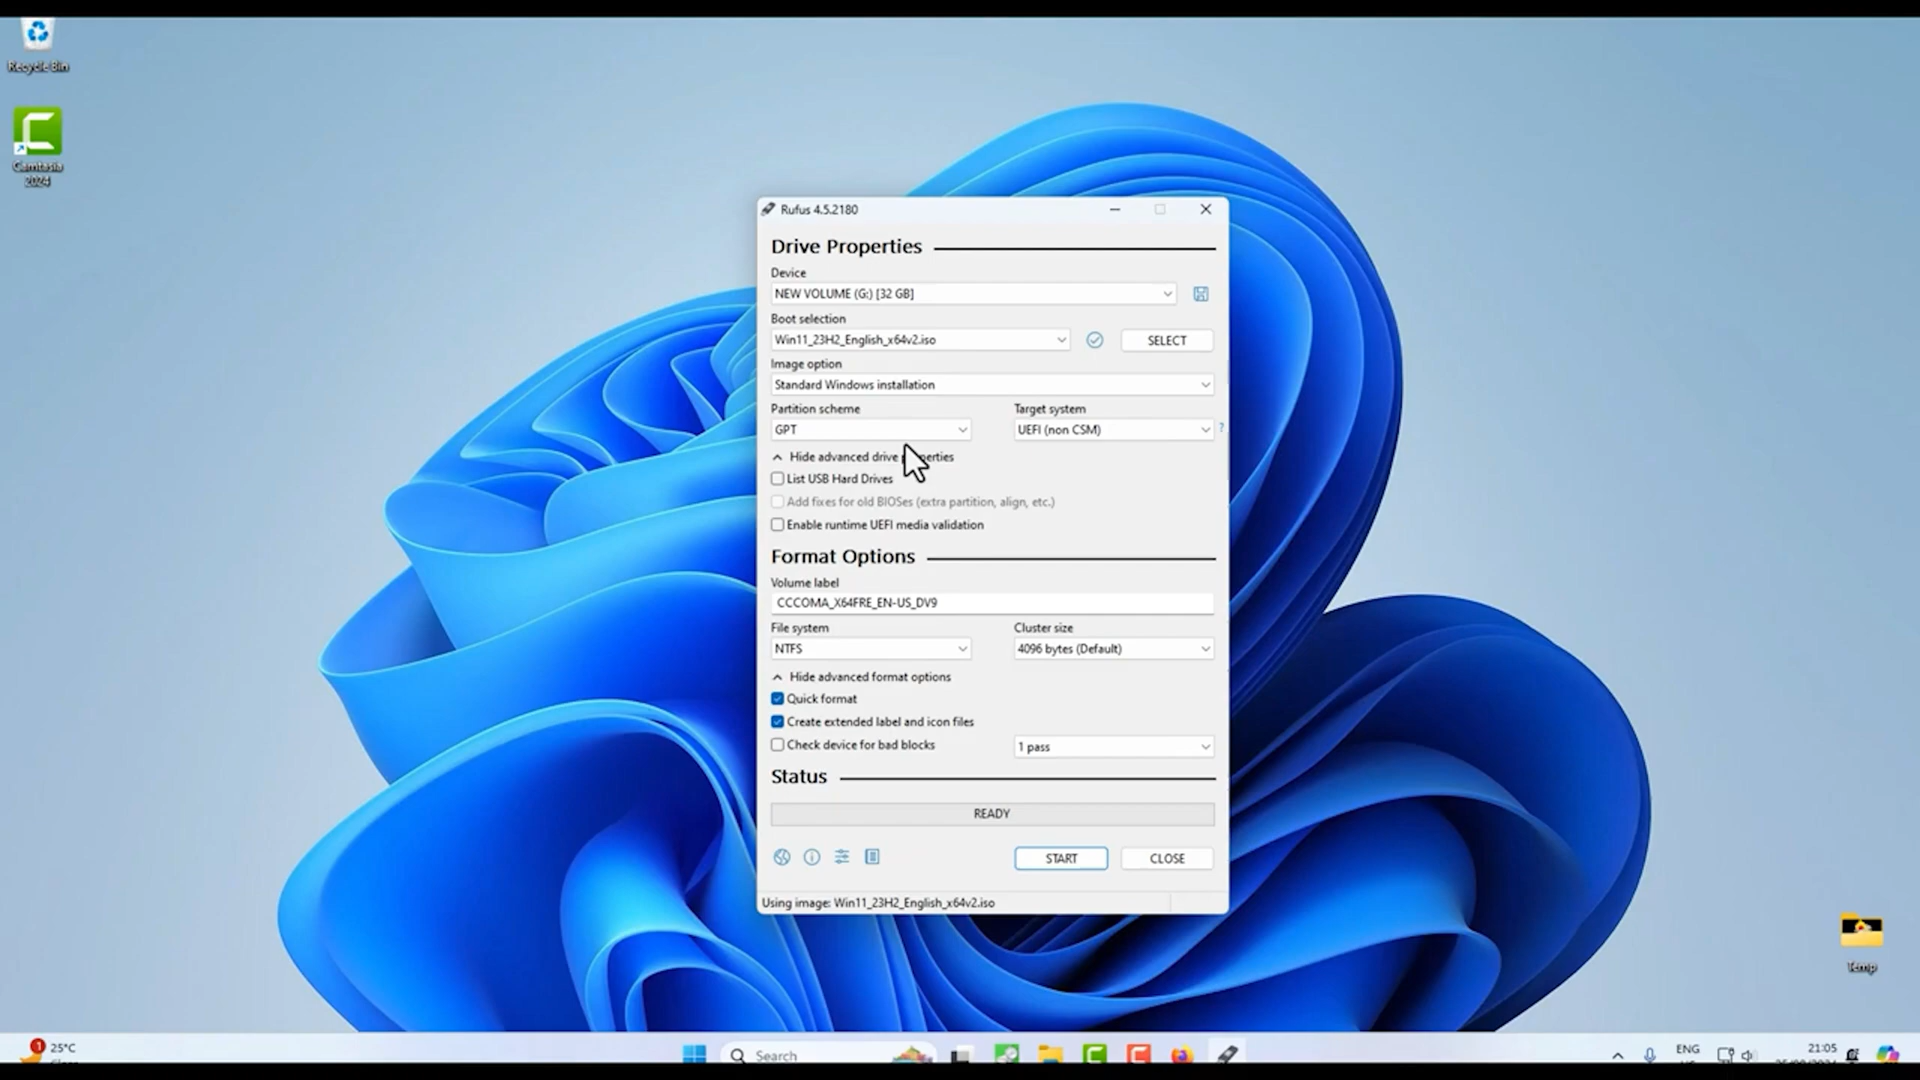 Recycle Bin
Camtasia
2024
Rufus 4.5.2180
Drive Properties
Device
NEW VOLUME (G:) [32 GB]
Boot selection
Win11_23H2_English_x64v2.iso
SELECT
Image option
Standard Windows installation
Partition scheme
Target system
GPT
UEFI (non CSM)
?
Hide advanced drive properties
List USB Hard Drives
Add fixes for old BIOSes (extra partition, align, etc.)
Enable runtime UEFI media validation
Format Options
Volume label
CCCOMA_X64FRE_EN-US_DV9
File system
Cluster size
NTFS
4096 bytes (Default)
Hide advanced format options
Quick format
Create extended label and icon files
Check device for bad blocks
1 pass
Status
READY
START
CLOSE
Using image: Win11_23H2_English_x64v2.iso
Temp
1
25°C
Search
ENG
21:05